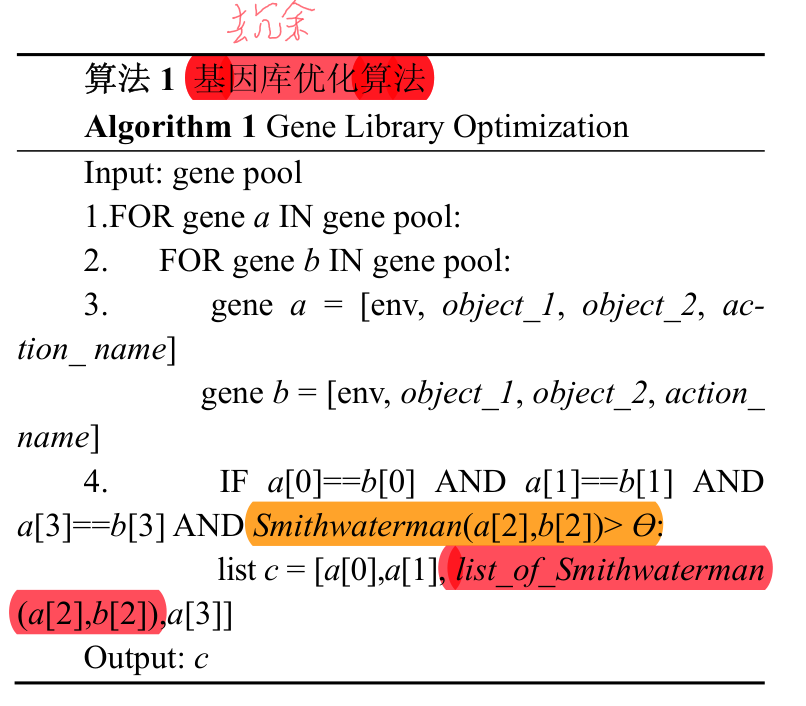 去冗余
算法 1 基因库优化算法
Algorithm 1 Gene Library Optimization
Input: gene pool
1.FOR gene a IN gene pool:
2. FOR gene b IN gene pool:
3. gene a = [env, object_1, object_2, ac-
tion_ name]
gene b = [env, object_1, object_2, action_
name]
4. IF a[0]==b[0] AND a[1]==b[1] AND
a[3]==b[3] AND Smithwaterman(a[2],b[2])> Θ:
list c = [a[0],a[1], list_of_Smithwaterman
(a[2],b[2]),a[3]]
Output: c